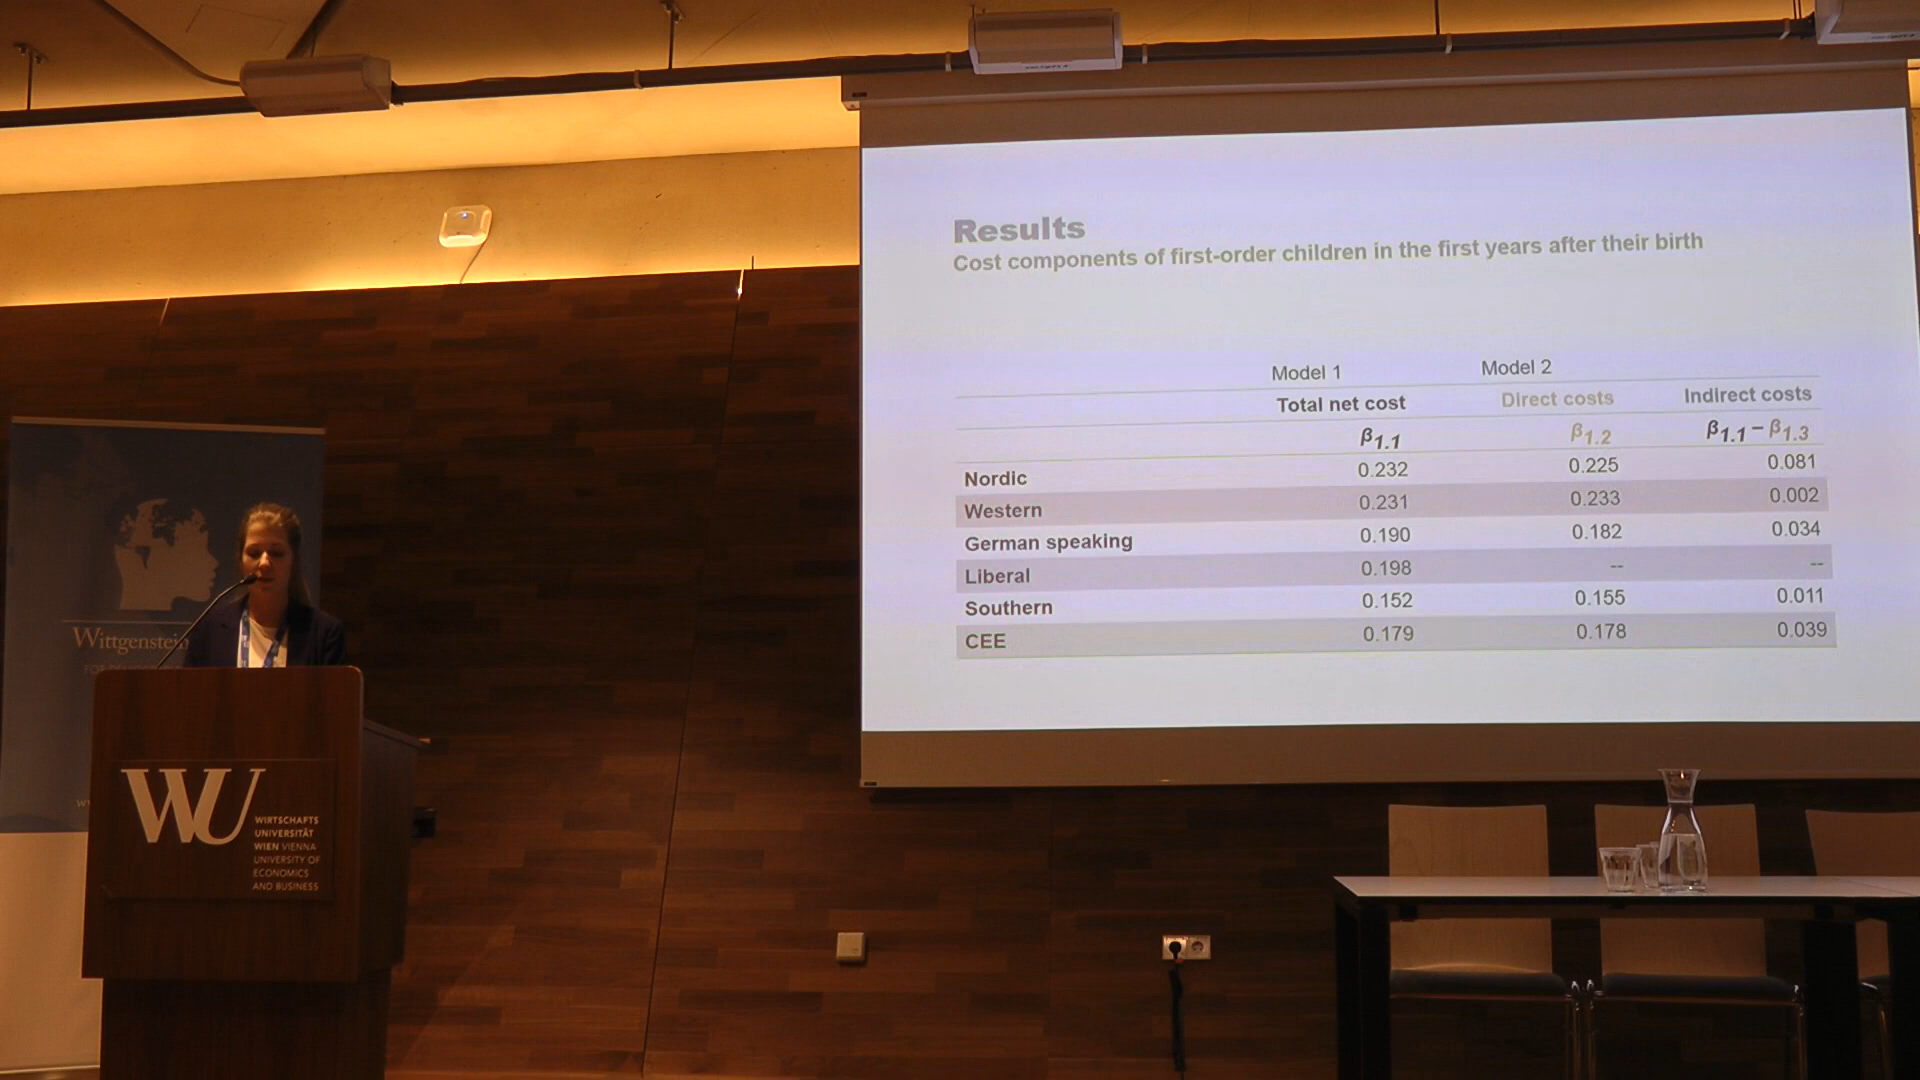 Results
Cost components of first-order children in the first years after their birth
Model 1 Model 2
Total net cost Direct costs Indirect costs
β1.1 β1.2 β1.1 – β1.3
Nordic 0.232 0.225 0.081
Western 0.231 0.233 0.002
German speaking 0.190 0.182 0.034
Liberal 0.198 -- --
Southern 0.152 0.155 0.011
CEE 0.179 0.178 0.039
Wittgenstein
WU
WIRTSCHAFTS
UNIVERSITÄT
WIEN VIENNA
UNIVERSITY OF
ECONOMICS
AND BUSINESS